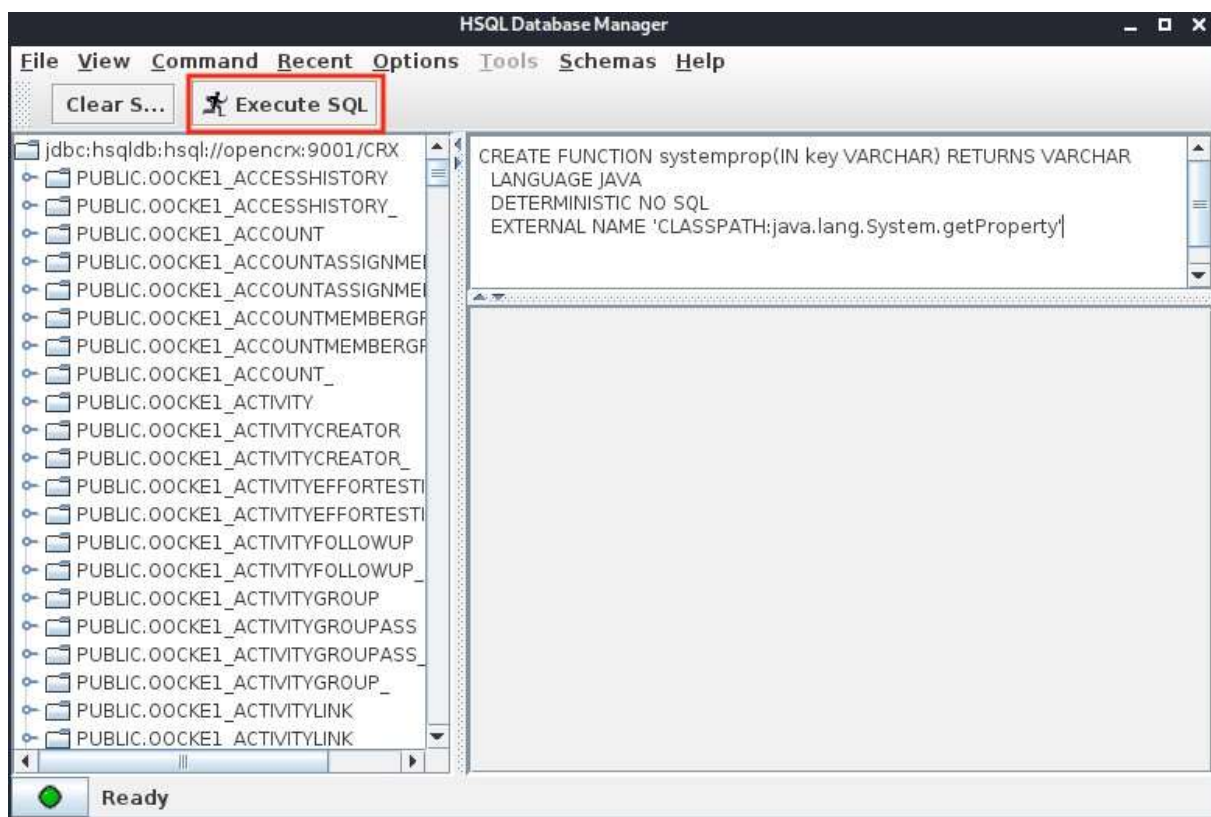 HSQL Database Manager
File View Command Recent Options Tools Schemas Help
Clear S... Execute SQL
jdbc:hsqldb:hsql://opencrx:9001/CRX
PUBLIC.OOCKE1_ACCESSHISTORY
PUBLIC.OOCKE1_ACCESSHISTORY_
PUBLIC.OOCKE1_ACCOUNT
PUBLIC.OOCKE1_ACCOUNTASSIGNMEI
PUBLIC.OOCKE1_ACCOUNTASSIGNMEI
PUBLIC.OOCKE1_ACCOUNTMEMBERGF
PUBLIC.OOCKE1_ACCOUNTMEMBERGF
PUBLIC.OOCKE1_ACCOUNT_
PUBLIC.OOCKE1_ACTIVITY
PUBLIC.OOCKE1_ACTIVITYCREATOR
PUBLIC.OOCKE1_ACTIVITYCREATOR_
PUBLIC.OOCKE1_ACTIVITYEFFORTESTI
PUBLIC.OOCKE1_ACTIVITYEFFORTESTI
PUBLIC.OOCKE1_ACTIVITYFOLLOWUP
PUBLIC.OOCKE1_ACTIVITYFOLLOWUP_
PUBLIC.OOCKE1_ACTIVITYGROUP
PUBLIC.OOCKE1_ACTIVITYGROUPASS
PUBLIC.OOCKE1_ACTIVITYGROUPASS_
PUBLIC.OOCKE1_ACTIVITYGROUP_
PUBLIC.OOCKE1_ACTIVITYLINK
PUBLIC.OOCKE1_ACTIVITYLINK
CREATE FUNCTION systemprop(IN key VARCHAR) RETURNS VARCHAR
LANGUAGE JAVA
DETERMINISTIC NO SQL
EXTERNAL NAME 'CLASSPATH:java.lang.System.getProperty'
Ready